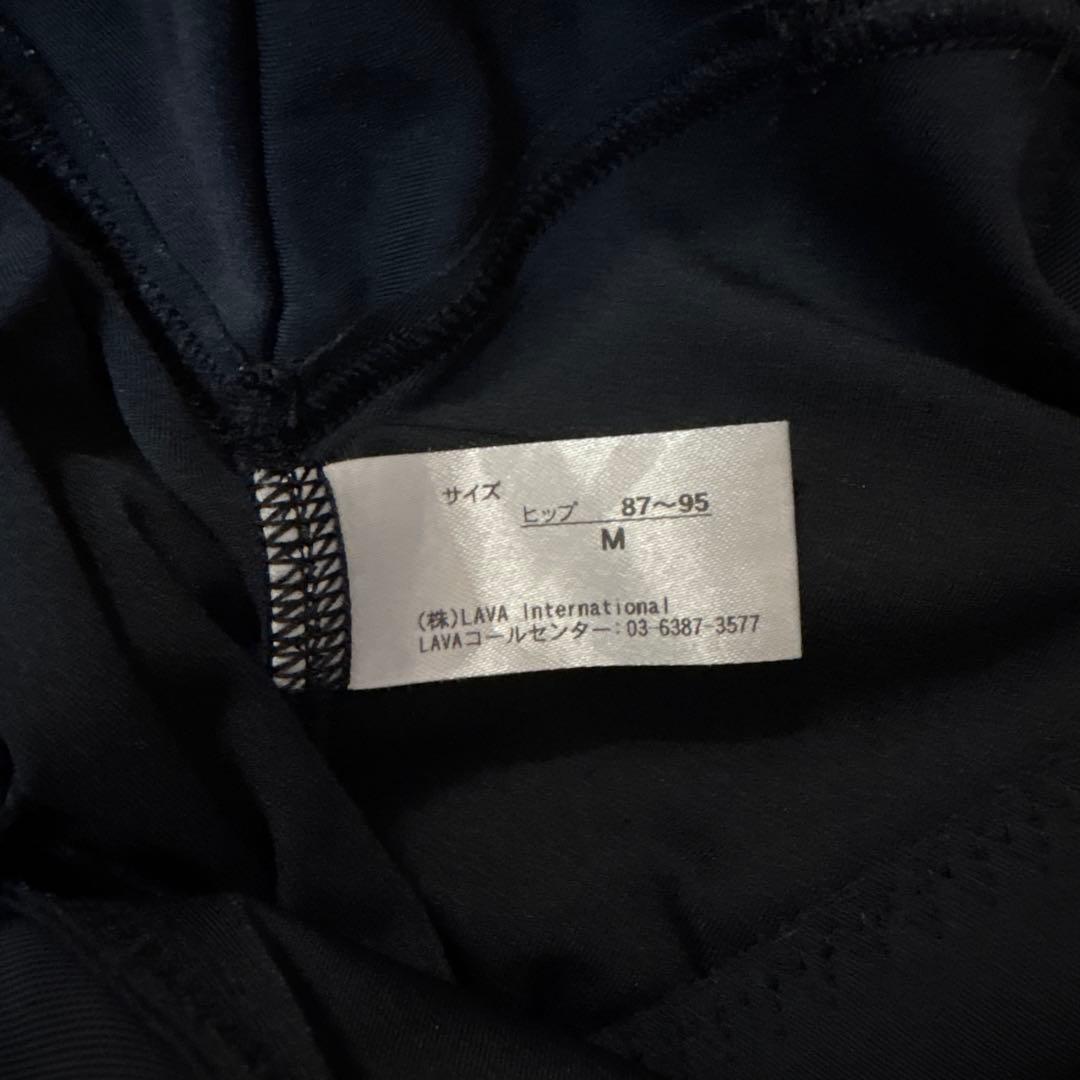 サイズ
ヒップ 87～95
M
(株)LAVA International
LAVAコールセンター:03-6387-3577